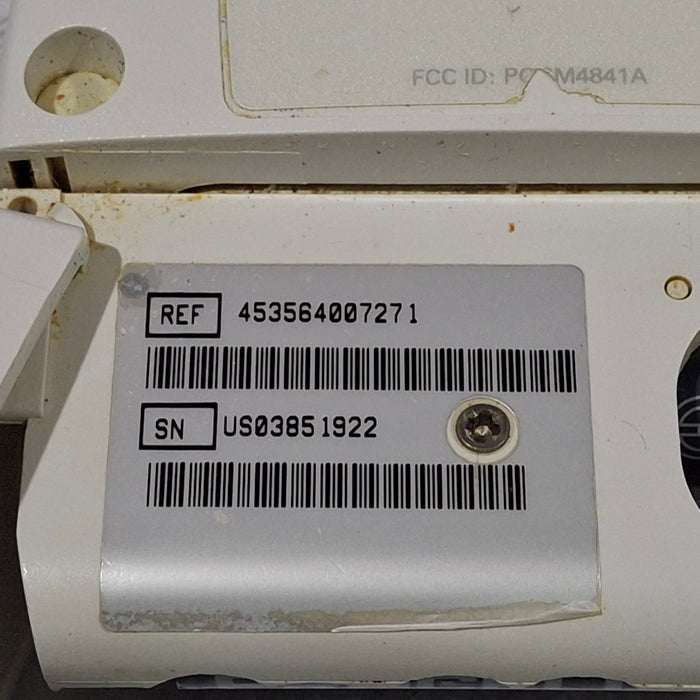 FCC ID:
REF 453564007271
SN US03851922